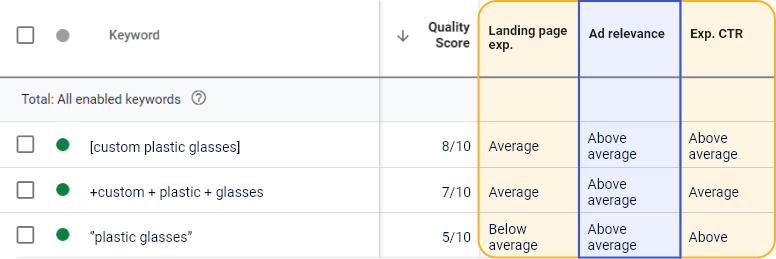 Keyword
Quality
Score
Landing page
exp.
Ad relevance
Exp. CTR
Total: All enabled keywords
[custom plastic glasses]
8/10
Average
Above
average
Above
average
+custom + plastic + glasses
7/10
Average
Above
average
Average
"plastic glasses"
5/10
Below
average
Above
average
Above